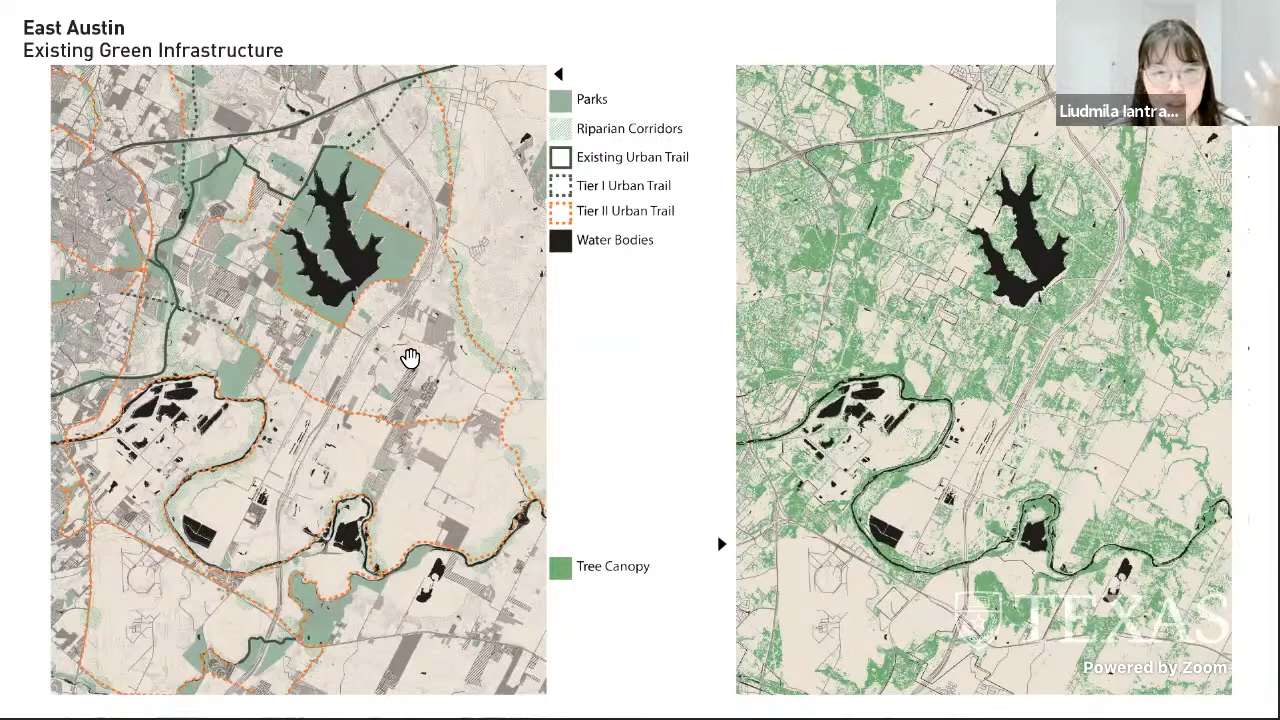 East Austin
Existing Green Infrastructure
Parks
Riparian Corridors
Existing Urban Trail
Tier I Urban Trail
Tier II Urban Trail
Water Bodies
Tree Canopy
Liudmila Iantra...
TEXAS
Powered by Zoom